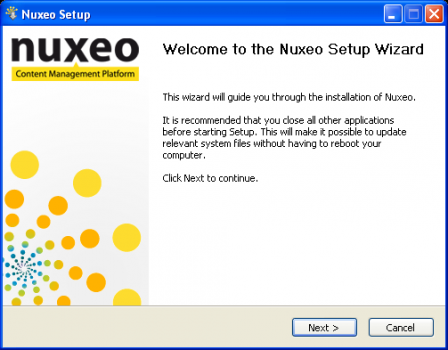 Nuxeo Setup
nuxeo
Content Management Platform
Welcome to the Nuxeo Setup Wizard
This wizard will guide you through the installation of Nuxeo.
It is recommended that you close all other applications
before starting Setup. This will make it possible to update
relevant system files without having to reboot your
computer.
Click Next to continue.
Next >
Cancel